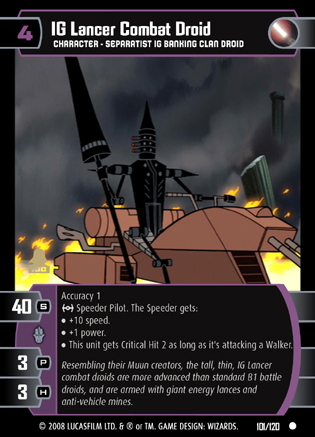 4
IG Lancer Combat Droid
CHARACTER - SEPARATIST IG BANKING CLAN DROID
40 S
3 P
3 H
Accuracy 1
Speeder Pilot. The Speeder gets:
• +10 speed.
• +1 power.
• This unit gets Critical Hit 2 as long as it's attacking a Walker.
Resembling their Muun creators, the tall, thin, IG Lancer
combat droids are more advanced than standard B1 battle
droids, and are armed with giant energy lances and
anti-vehicle mines.
© 2008 LUCASFILM LTD. & ® or TM. GAME DESIGN: WIZARDS. 101/120